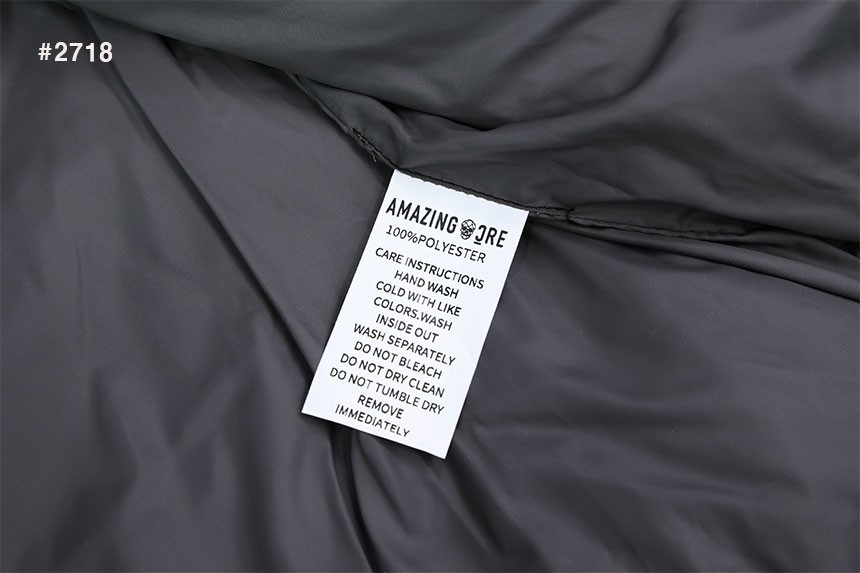 #2718
AMAZING ORE
100%POLYESTER
CARE INSTRUCTIONS
HAND WASH
COLD WITH LIKE
COLORS.WASH
INSIDE OUT
WASH SEPARATELY
DO NOT BLEACH
DO NOT DRY CLEAN
DO NOT TUMBLE DRY
REMOVE
IMMEDIATELY